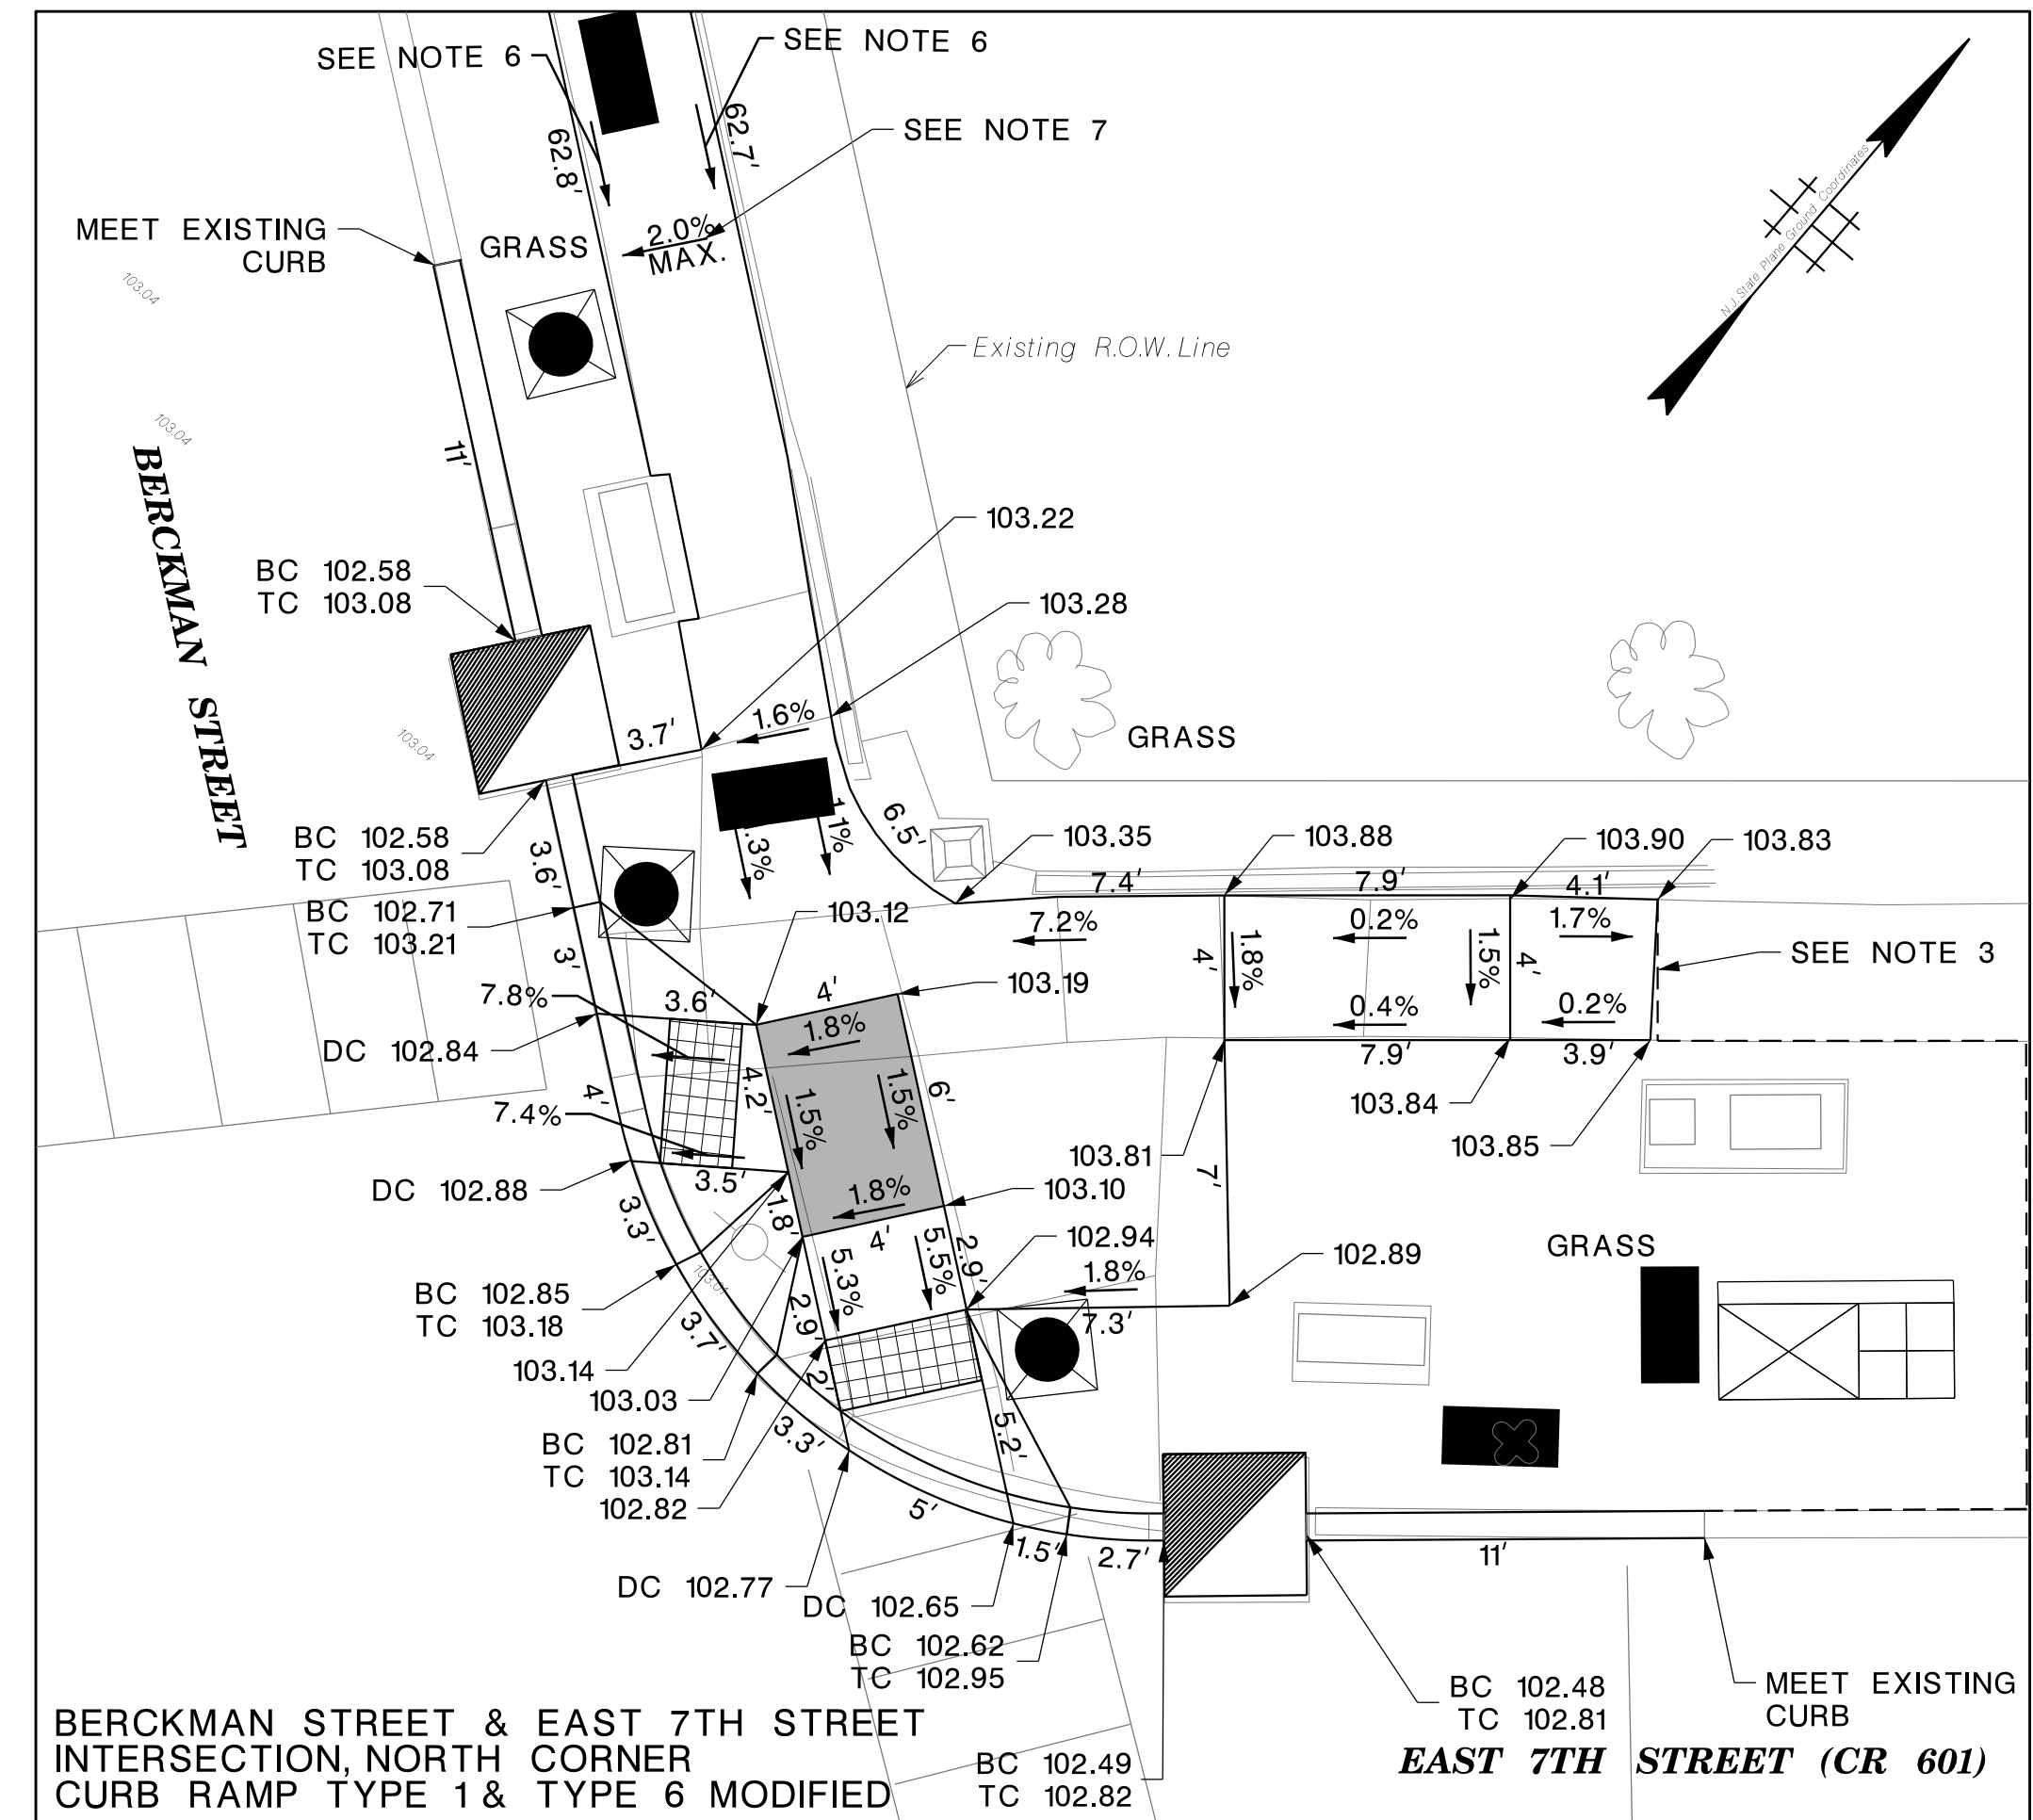 SEE NOTE 6
SEE NOTE 6
62.8'
62.7'
SEE NOTE 7
MEET EXISTING
CURB
GRASS
2.0%
MAX.
N.J. State Plane Ground Coordinates
103.04
Existing R.O.W. Line
103.04
11'
BERCKMAN STREET
103.22
BC 102.58
TC 103.08
103.28
103.04
3.7'
1.6%
GRASS
BC 102.58
TC 103.08
3.6'
.3%
1%
6.5'
103.35
103.88
103.90
103.83
7.4'
7.9'
4.1'
BC 102.71
TC 103.21
103.12
7.2%
1.8%
0.2%
1.5%
1.7%
SEE NOTE 3
3'
4'
4'
7.8%
3.6'
4'
103.19
0.4%
0.2%
1.8%
DC 102.84
7.9'
3.9'
4'
4.2'
1.5%
1.5%
6'
7.4%
103.84
103.85
103.81
DC 102.88
3.5'
1.8%
103.10
7'
3.3'
1.8'
4'
5.3%
5.5%
2.9'
102.94
102.89
GRASS
1.8%
BC 102.85
TC 103.18
103.01
3.7'
2.9'
7.3'
103.14
103.03
2'
BC 102.81
TC 103.14
3.3'
5.2'
102.82
5'
1.5'
2.7'
11'
DC 102.77
DC 102.65
BC 102.62
TC 102.95
BC 102.48
TC 102.81
MEET EXISTING
CURB
BERCKMAN STREET & EAST 7TH STREET
INTERSECTION, NORTH CORNER
CURB RAMP TYPE 1 & TYPE 6 MODIFIED
BC 102.49
TC 102.82
EAST 7TH STREET (CR 601)